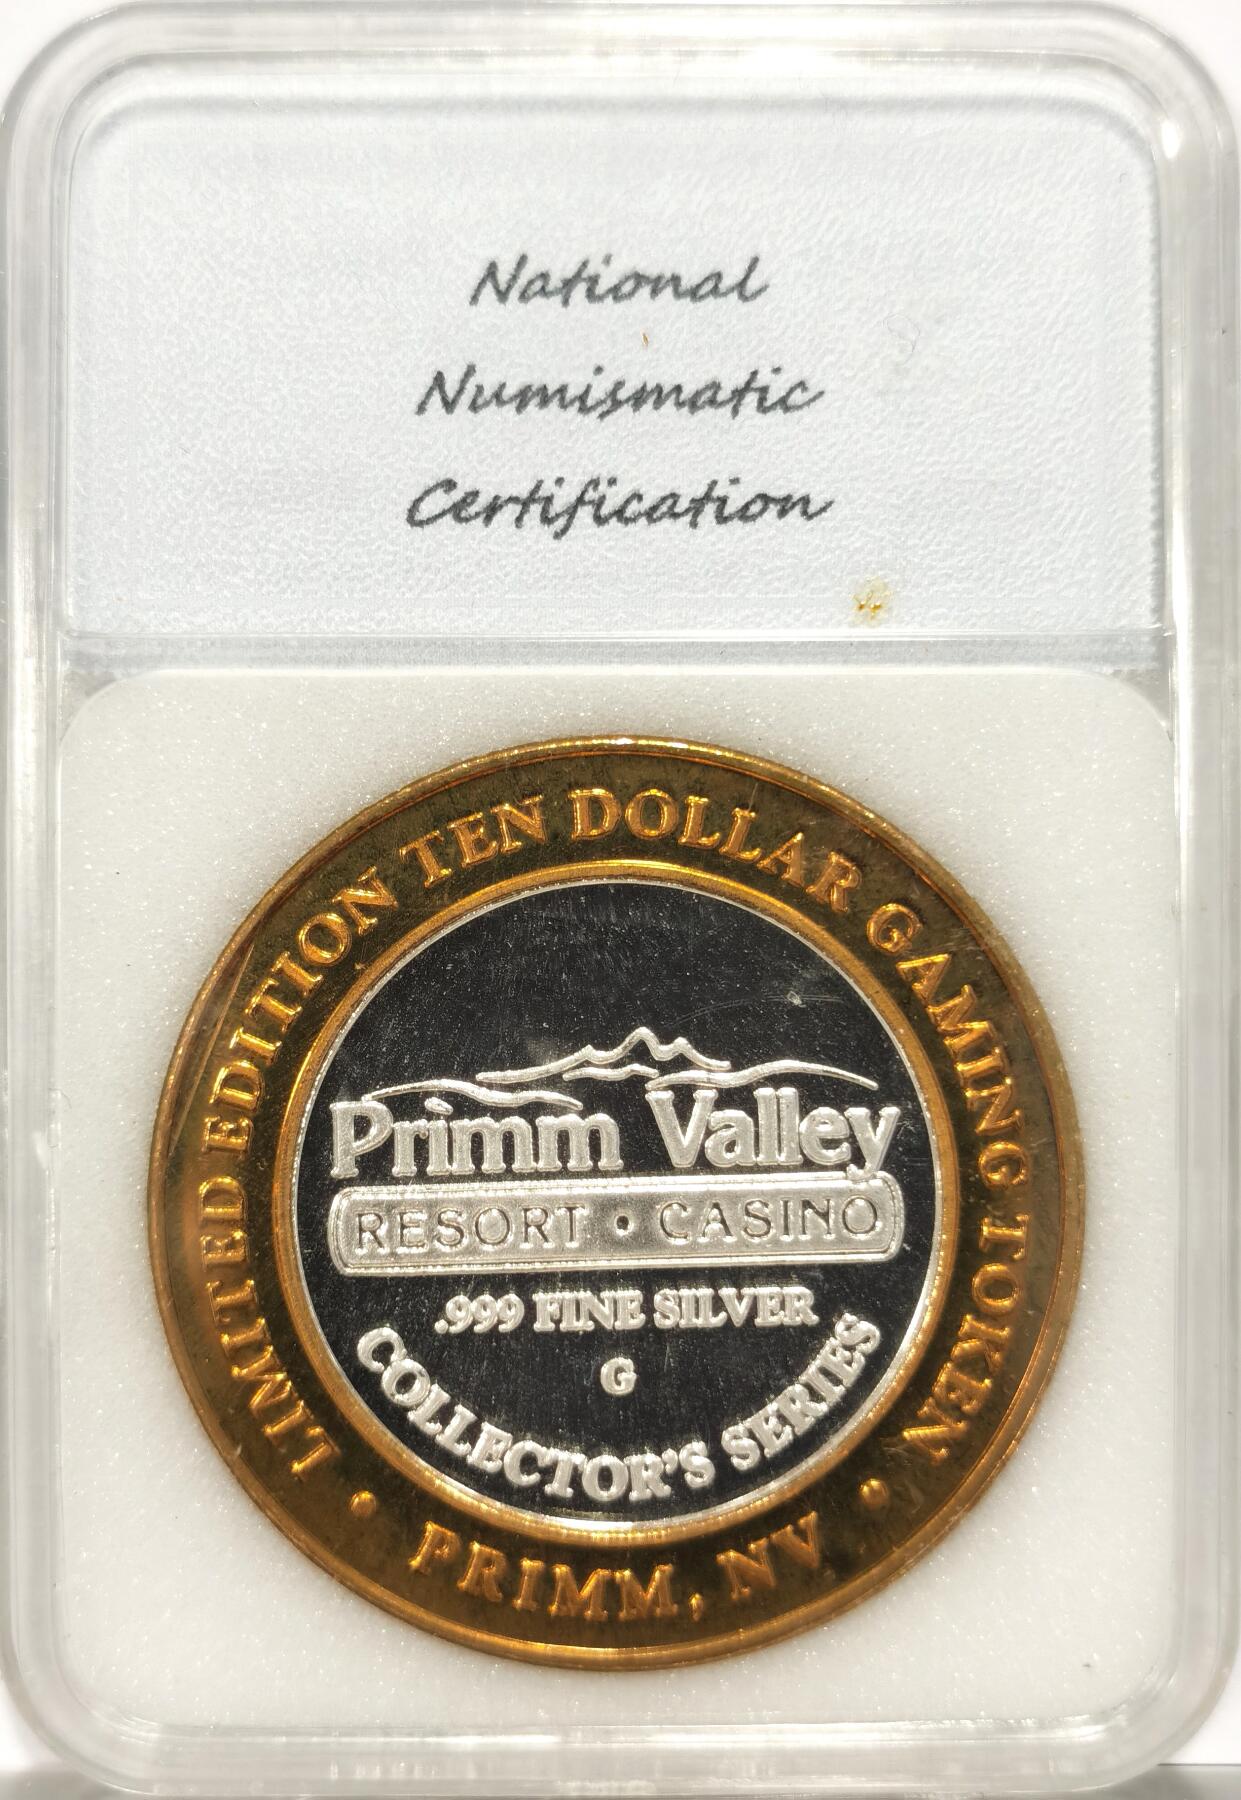 National
Numismatic
Certification
LIMITED EDITION TEN DOLLAR GAMING TOKEN
Primm Valley
RESORT • CASINO
.999 FINE SILVER
G
COLLECTOR'S SERIES
• PRIMM, NV •